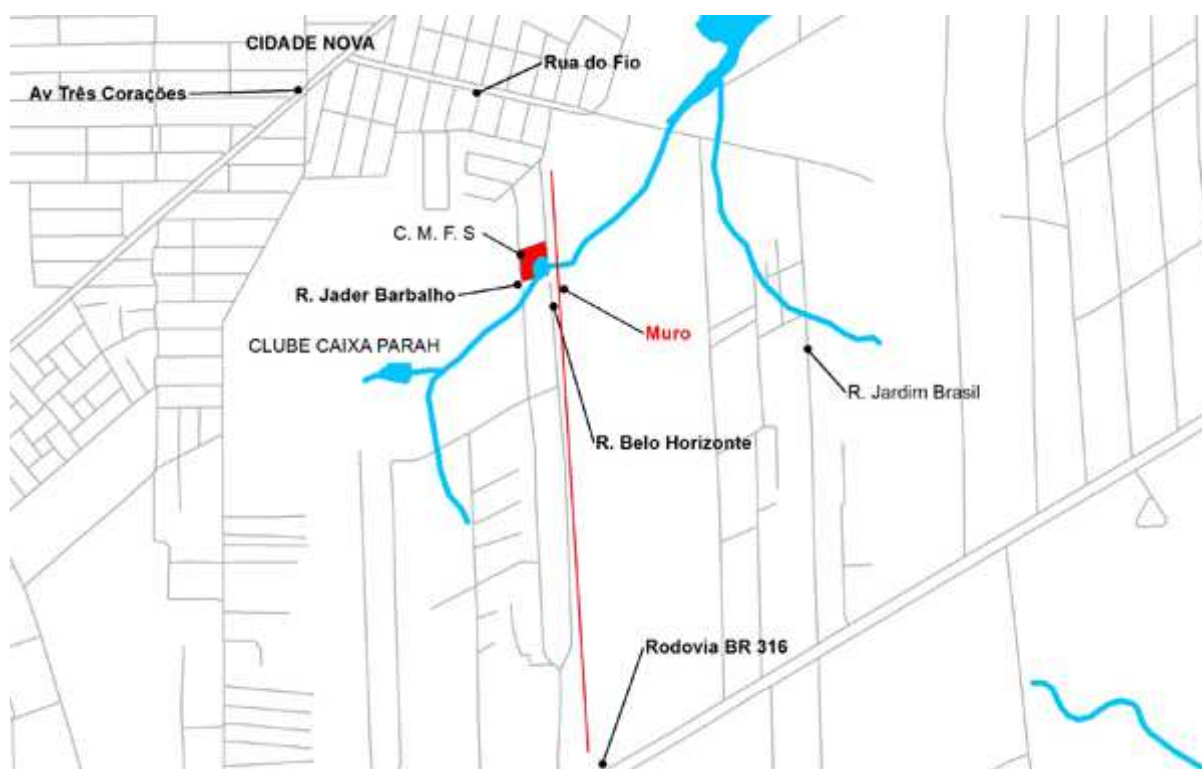 CIDADE NOVA
Rua do Fio
Av Três Corações
C. M. F. S
R. Jader Barbalho
Muro
CLUBE CAIXA PARAH
R. Jardim Brasil
R. Belo Horizonte
Rodovia BR 316